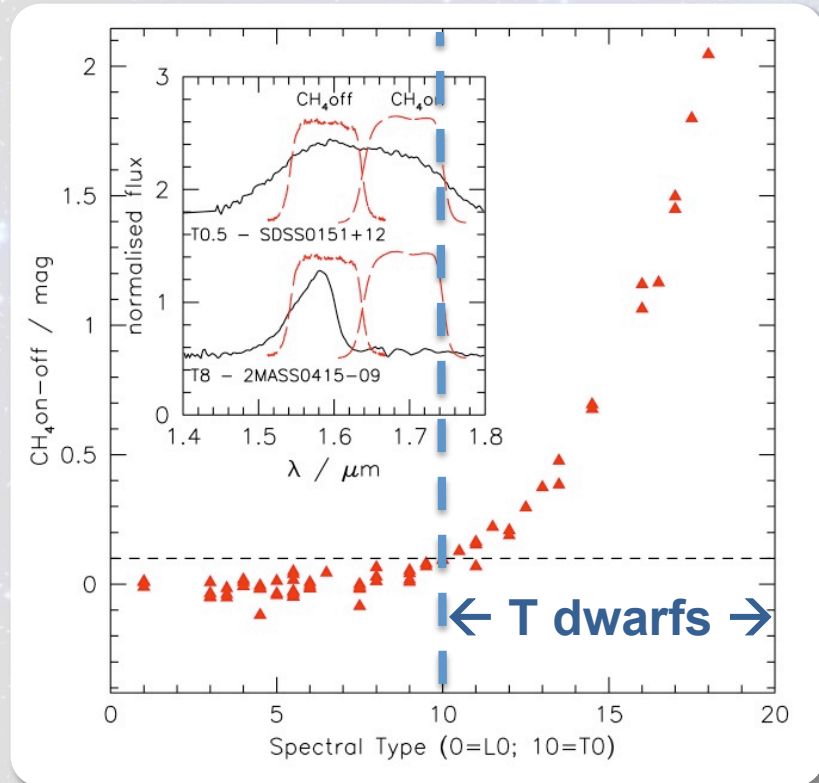 CH₄on-off / mag
2
1.5
1
0.5
0
0
5
10
15
20
Spectral Type (0=L0; 10=T0)
normalised flux
3
2
1
0
1.4
1.5
1.6
1.7
1.8
λ / μm
CH₄off
CH₄on
T0.5 - SDSS0151+12
T8 - 2MASS0415-09
← T dwarfs →